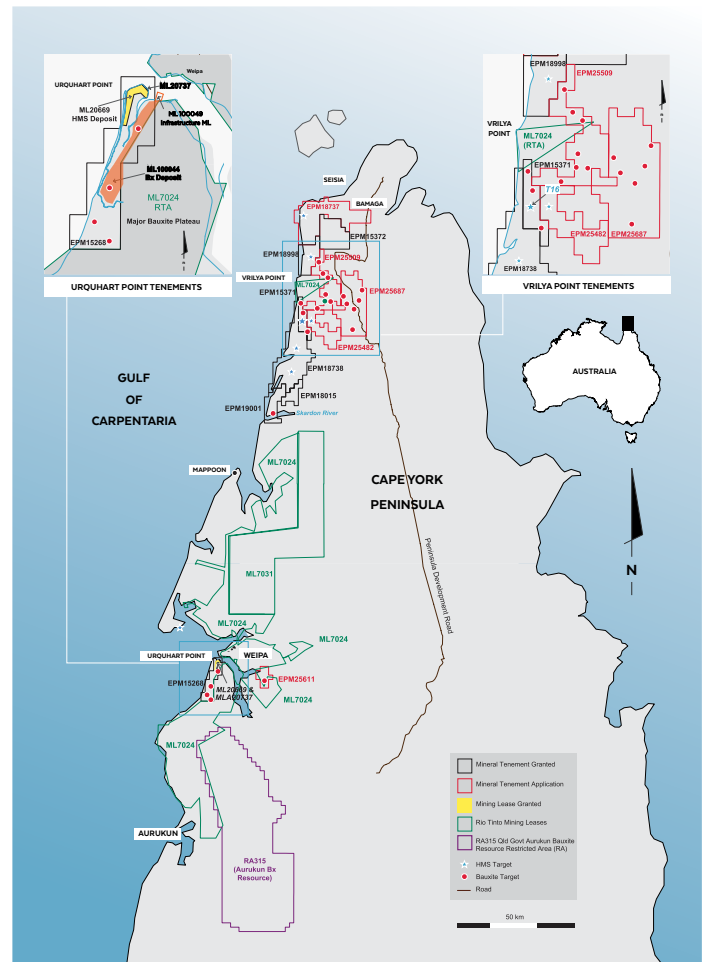 Weipa
URQUHART POINT
ML20737
ML20669
HMS Deposit
ML100049
Infrastructure ML
ML100044
Bx Deposit
ML7024
RTA
Major Bauxite Plateau
EPM15268
URQUHART POINT TENEMENTS
EPM18998
EPM25509
VRILYA
POINT
ML7024
(RTA)
EPM15371
T16
EPM25482
EPM25687
EPM18738
VRILYA POINT TENEMENTS
AUSTRALIA
SEISIA
BAMAGA
EPM18737
EPM15372
EPM18998
EPM25509
VRILYA POINT
ML7024
EPM15371
EPM25687
EPM25482
EPM18738
EPM18015
EPM19001
Skardon River
GULF
OF
CARPENTARIA
ML7024
MAPPOON
CAPE YORK
PENINSULA
Peninsula Development Road
ML7031
N
ML7024
ML7024
URQUHART POINT
WEIPA
EPM15268
EPM25611
ML20669 &
ML7024
ML7024
AURUKUN
RA315
(Aurukun Bx
Resource)
Mineral Tenement Granted
Mineral Tenement Application
Mining Lease Granted
Rio Tinto Mining Leases
RA315 Qld Govt Aurukun Bauxite
Resource Restricted Area (RA)
HMS Target
Bauxite Target
Road
50 km